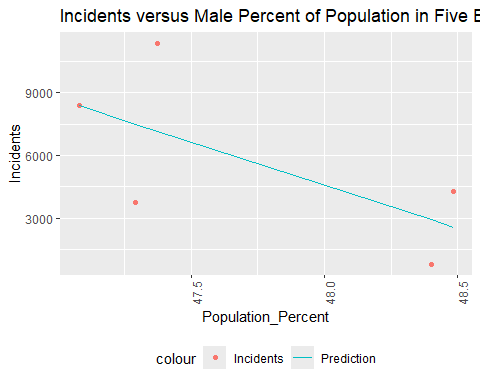 Incidents versus Male Percent of Population in Five
9000
6000
3000
Incidents
47.5
48.0
48.5
Population_Percent
colour
Incidents
Prediction